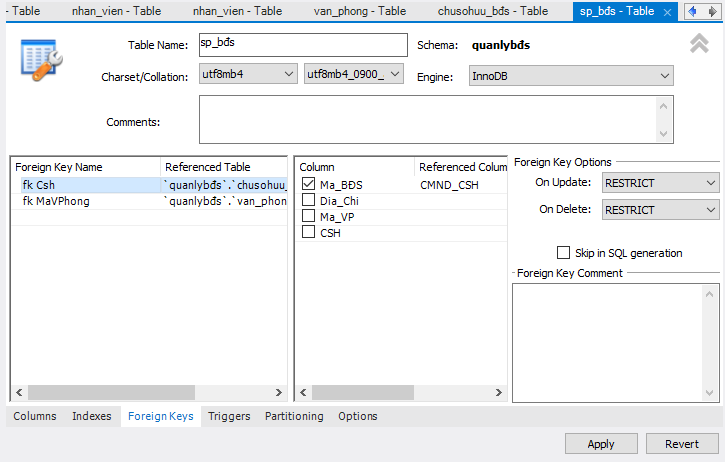 - Table
nhan_vien - Table
nhan_vien - Table
van_phong - Table
chusohuu_bđs - Table
sp_bđs - Table
Table Name: sp_bđs Schema: quanlybđs
Charset/Collation: utf8mb4 utf8mb4_0900_ Engine: InnoDB
Comments:
Foreign Key Name Referenced Table
fk Csh `quanlybđs`.`chusohuu_
fk MaVPhong `quanlybđs`.`van_phon
Column Referenced Colum
Ma_BĐS CMND_CSH
Dia_Chi
Ma_VP
CSH
Foreign Key Options
On Update: RESTRICT
On Delete: RESTRICT
Skip in SQL generation
Foreign Key Comment
Columns Indexes Foreign Keys Triggers Partitioning Options
Apply Revert